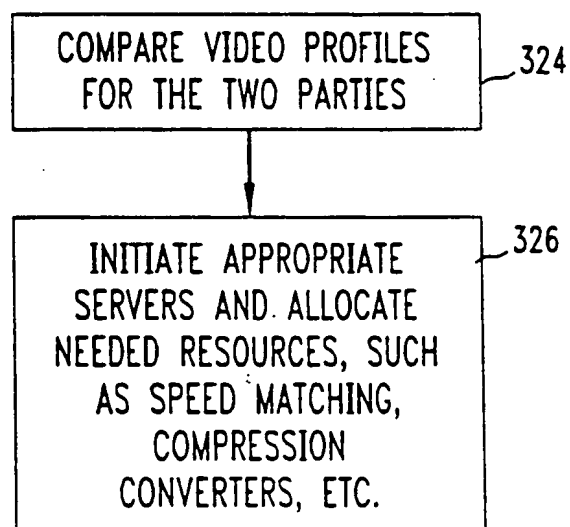 COMPARE VIDEO PROFILES
FOR THE TWO PARTIES
324
INITIATE APPROPRIATE
SERVERS AND ALLOCATE
NEEDED RESOURCES, SUCH
AS SPEED MATCHING,
COMPRESSION
CONVERTERS, ETC.
326